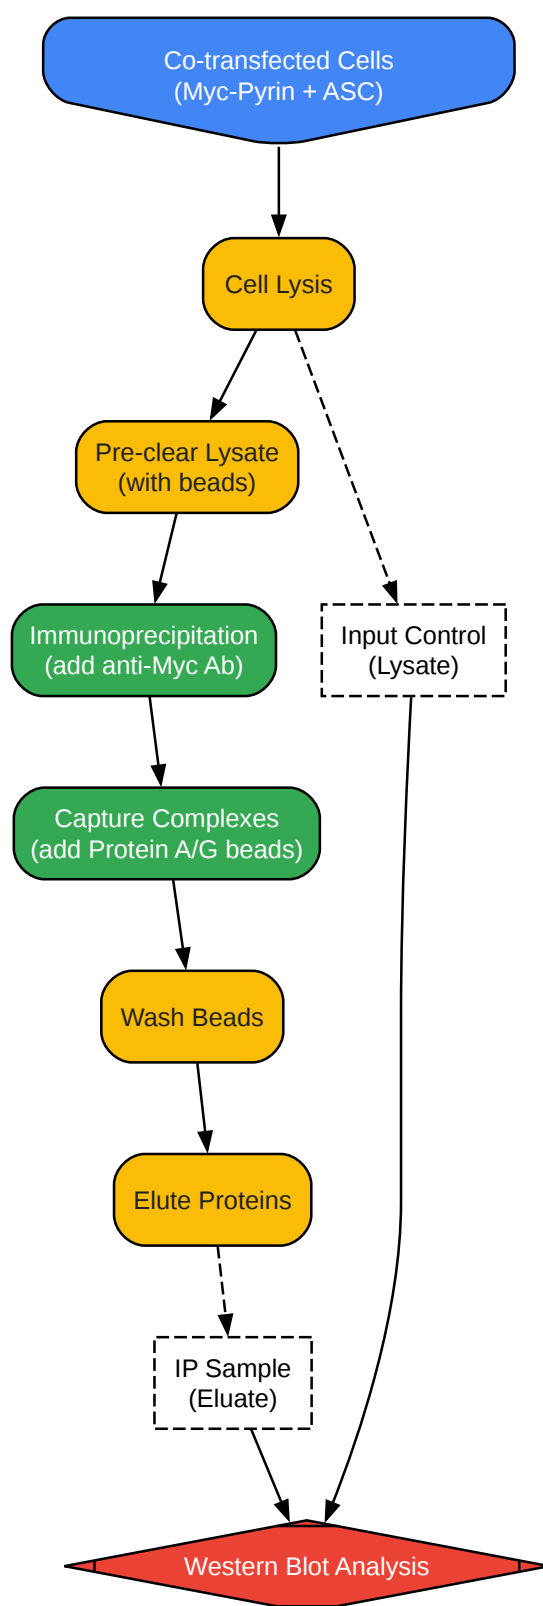 Co-transfected Cells
(Myc-Pyrin + ASC)
Cell Lysis
Pre-clear Lysate
(with beads)
Immunoprecipitation
(add anti-Myc Ab)
Input Control
(Lysate)
Capture Complexes
(add Protein A/G beads)
Wash Beads
Elute Proteins
IP Sample
(Eluate)
Western Blot Analysis